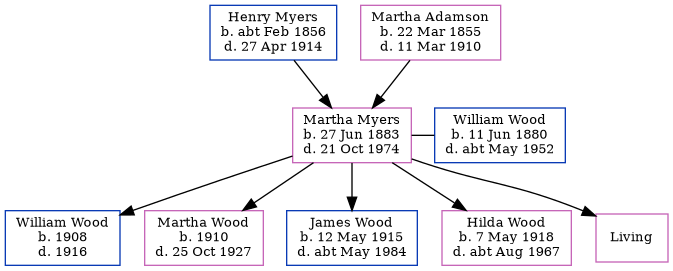 Henry Myers
b. abt Feb 1856
d. 27 Apr 1914
Martha Adamson
b. 22 Mar 1855
d. 11 Mar 1910
Martha Myers
b. 27 Jun 1883
d. 21 Oct 1974
William Wood
b. 11 Jun 1880
d. abt May 1952
William Wood
b. 1908
d. 1916
Martha Wood
b. 1910
d. 25 Oct 1927
James Wood
b. 12 May 1915
d. abt May 1984
Hilda Wood
b. 7 May 1918
d. abt Aug 1967
Living